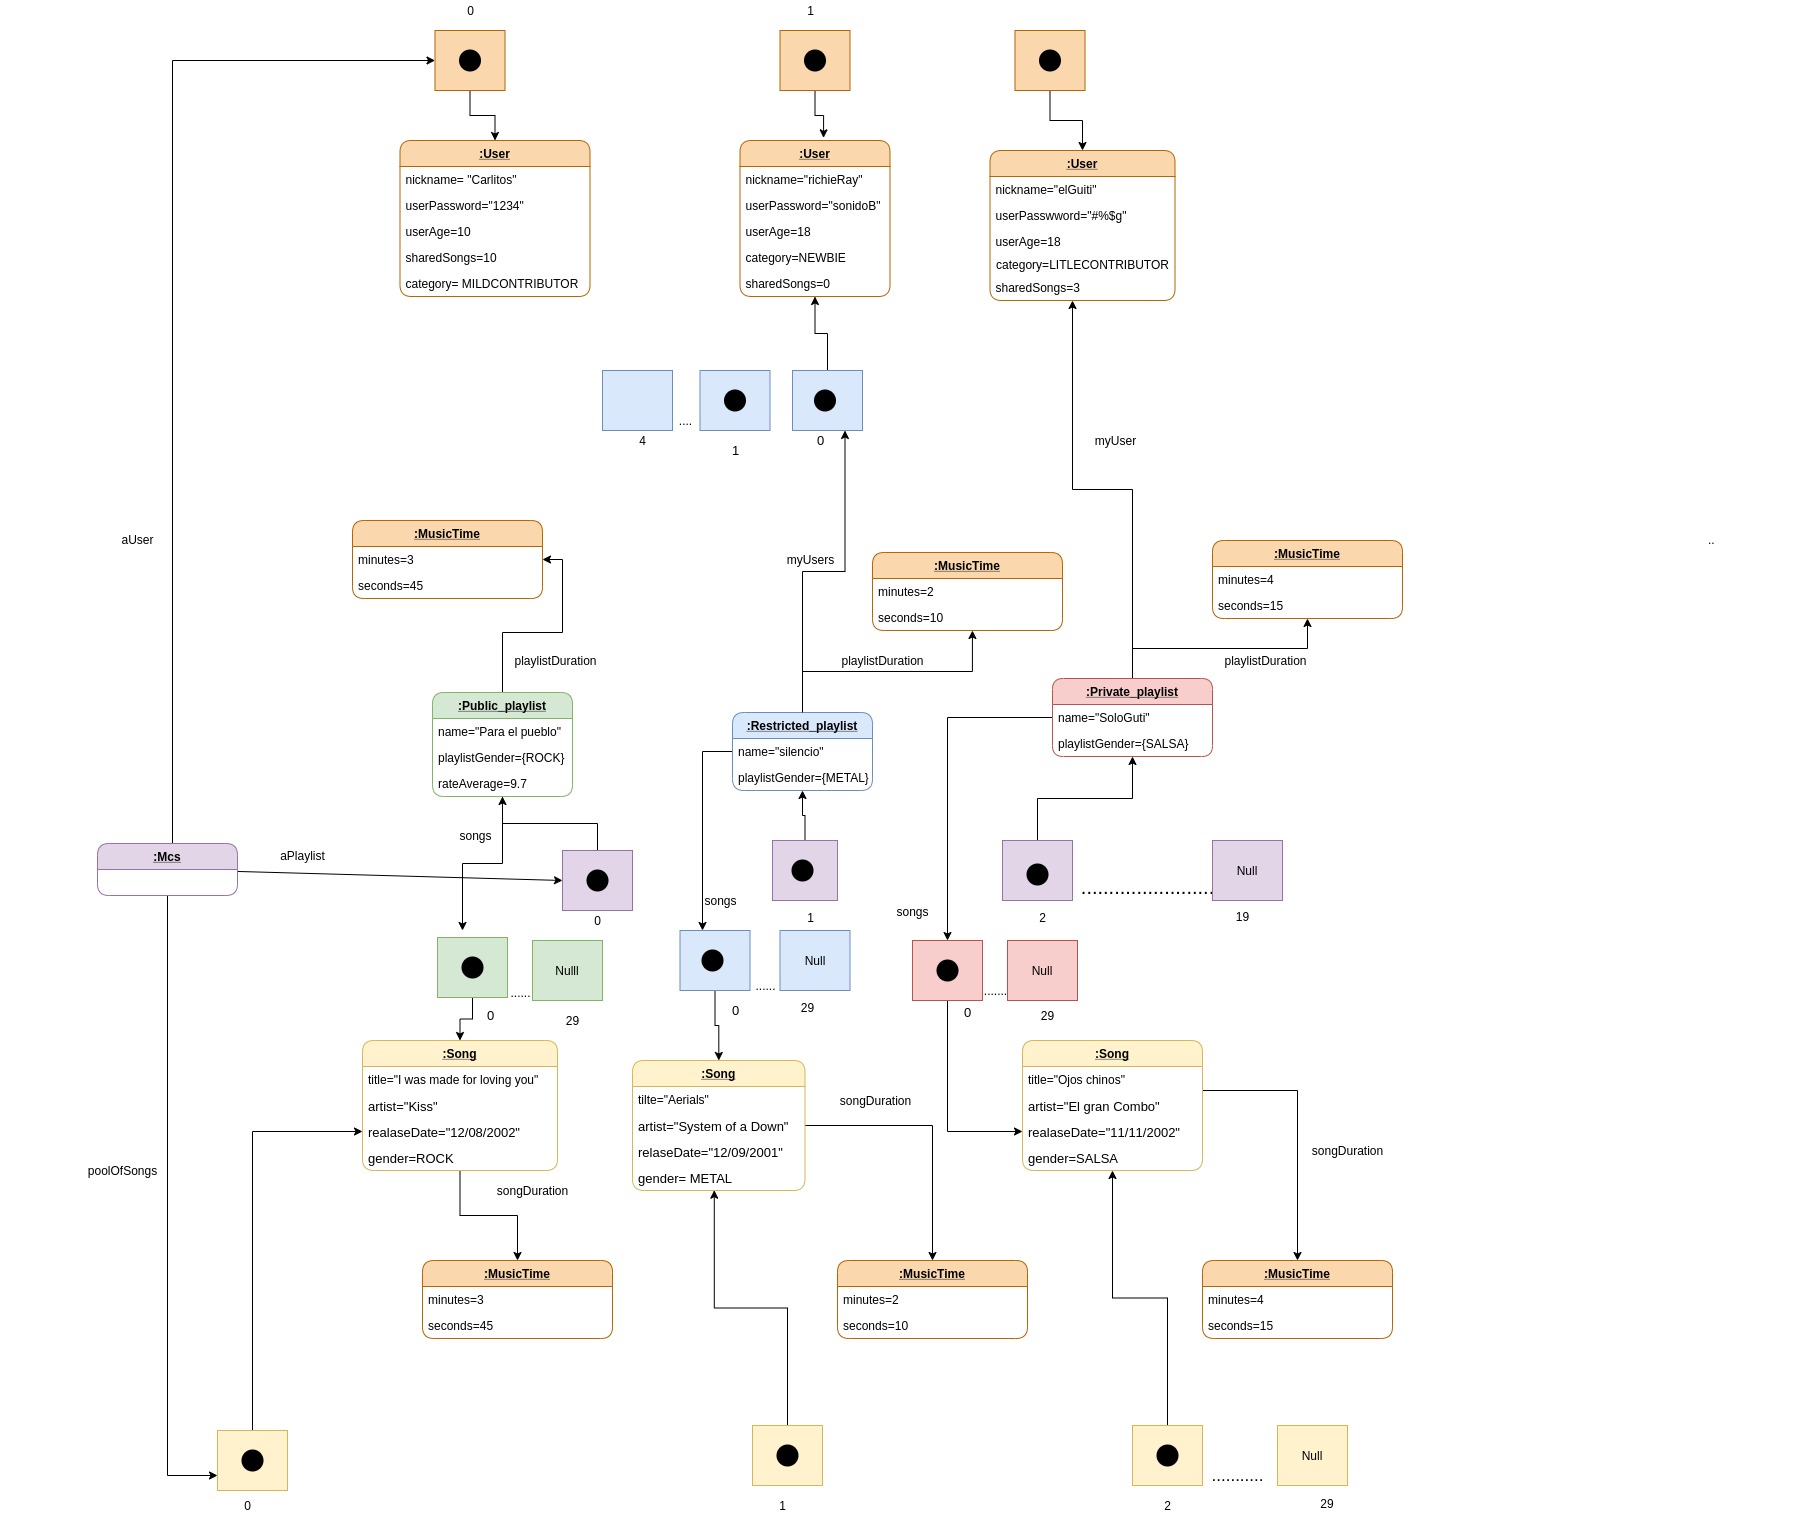 0
1
:User
nickname= "Carlitos"
userPassword="1234"
userAge=10
sharedSongs=10
category= MILDCONTRIBUTOR
:User
nickname="richieRay"
userPassword="sonidoB"
userAge=18
category=NEWBIE
sharedSongs=0
:User
nickname="elGuiti"
userPasswword="#%$g"
userAge=18
category=LITLECONTRIBUTOR
sharedSongs=3
4
....
1
0
myUser
aUser
:MusicTime
minutes=3
seconds=45
myUsers
:MusicTime
minutes=2
seconds=10
:MusicTime
minutes=4
seconds=15
..
playlistDuration
playlistDuration
playlistDuration
:Public_playlist
name="Para el pueblo"
playlistGender={ROCK}
rateAverage=9.7
:Restricted_playlist
name="silencio"
playlistGender={METAL}
:Private_playlist
name="SoloGuti"
playlistGender={SALSA}
songs
:Mcs
aPlaylist
0
songs
1
songs
2
........................
Null
19
Nulll
......
0
29
Null
......
0
29
Null
.......
0
29
:Song
title="I was made for loving you"
artist="Kiss"
realaseDate="12/08/2002"
gender=ROCK
:Song
tilte="Aerials"
artist="System of a Down"
relaseDate="12/09/2001"
gender= METAL
songDuration
:Song
title="Ojos chinos"
artist="El gran Combo"
realaseDate="11/11/2002"
gender=SALSA
songDuration
poolOfSongs
songDuration
:MusicTime
minutes=3
seconds=45
:MusicTime
minutes=2
seconds=10
:MusicTime
minutes=4
seconds=15
0
1
2
...........
Null
29